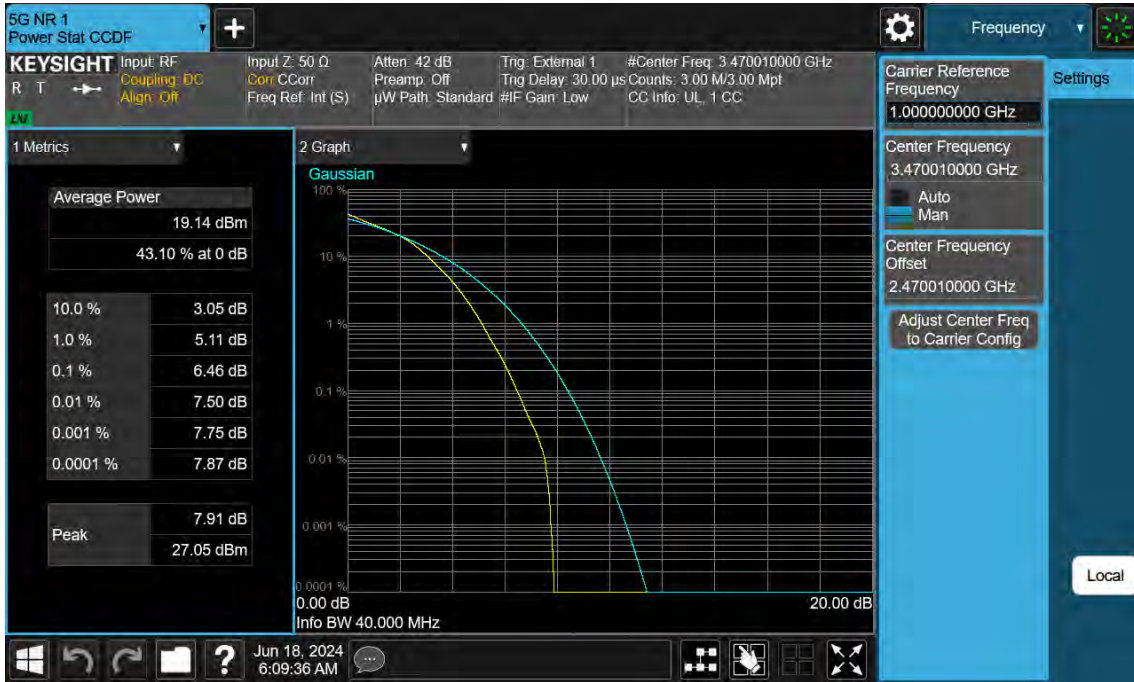 5G NR 1
Power Stat CCDF
+
Frequency
KEYSIGHT
R T
LNI
Input: RF
Coupling: DC
Align: Off
Input Z: 50 Ω
Corr CCorr
Freq Ref: Int (S)
Atten: 42 dB
Preamp: Off
µW Path: Standard
Trig: External 1
Trig Delay: 30.00 µs
#IF Gain: Low
#Center Freq: 3.470010000 GHz
Counts: 3.00 M/3.00 Mpt
CC Info: UL, 1 CC
1 Metrics
Average Power
19.14 dBm
43.10 % at 0 dB
10.0 % 3.05 dB
1.0 % 5.11 dB
0.1 % 6.46 dB
0.01 % 7.50 dB
0.001 % 7.75 dB
0.0001 % 7.87 dB
Peak
7.91 dB
27.05 dBm
2 Graph
Gaussian
100 %
10 %
1 %
0.1 %
0.01 %
0.001 %
0.0001 %
0.00 dB 20.00 dB
Info BW 40.000 MHz
Carrier Reference
Frequency
1.000000000 GHz
Center Frequency
3.470010000 GHz
Auto
Man
Center Frequency
Offset
2.470010000 GHz
Adjust Center Freq
to Carrier Config
Settings
Local
?
Jun 18, 2024
6:09:36 AM